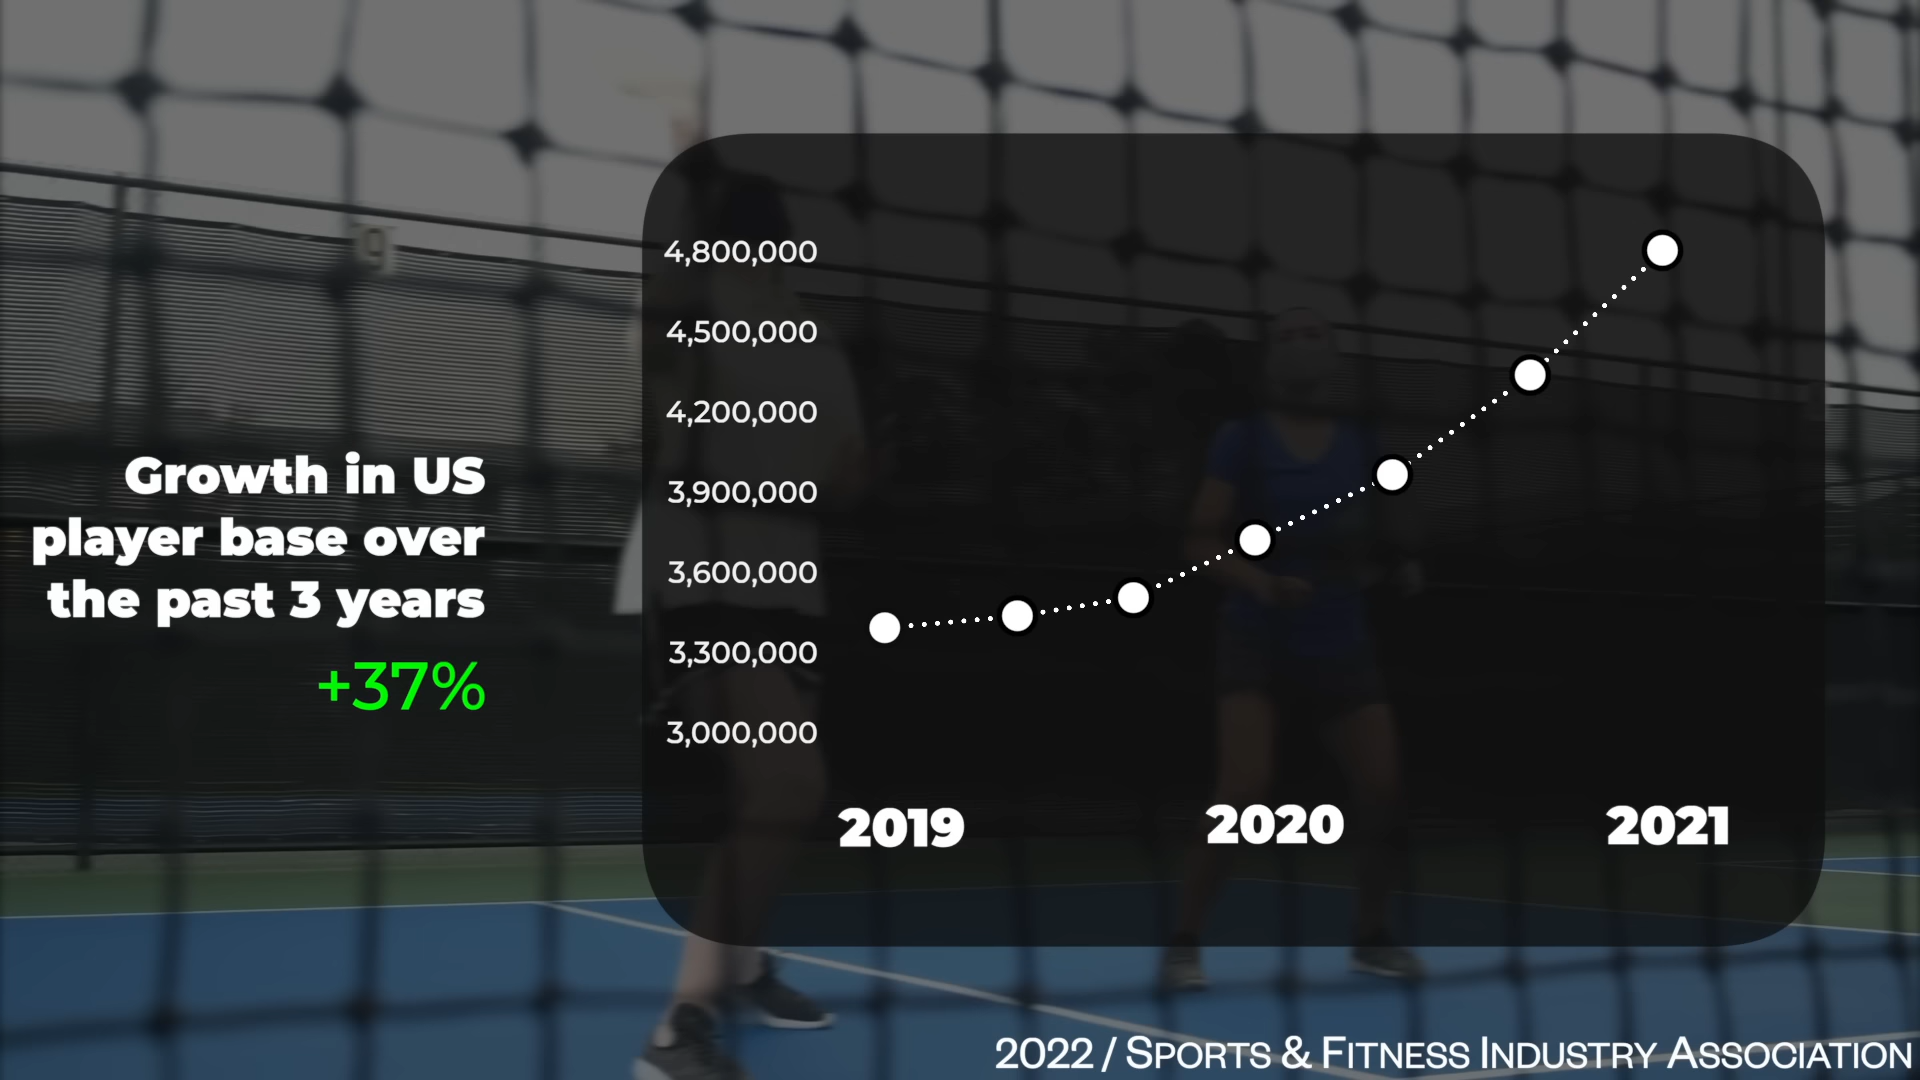 Growth in US
player base over
the past 3 years
+37%
4,800,000
4,500,000
4,200,000
3,900,000
3,600,000
3,300,000
3,000,000
2019 2020 2021
9
2022 / SPORTS & FITNESS INDUSTRY ASSOCIATION